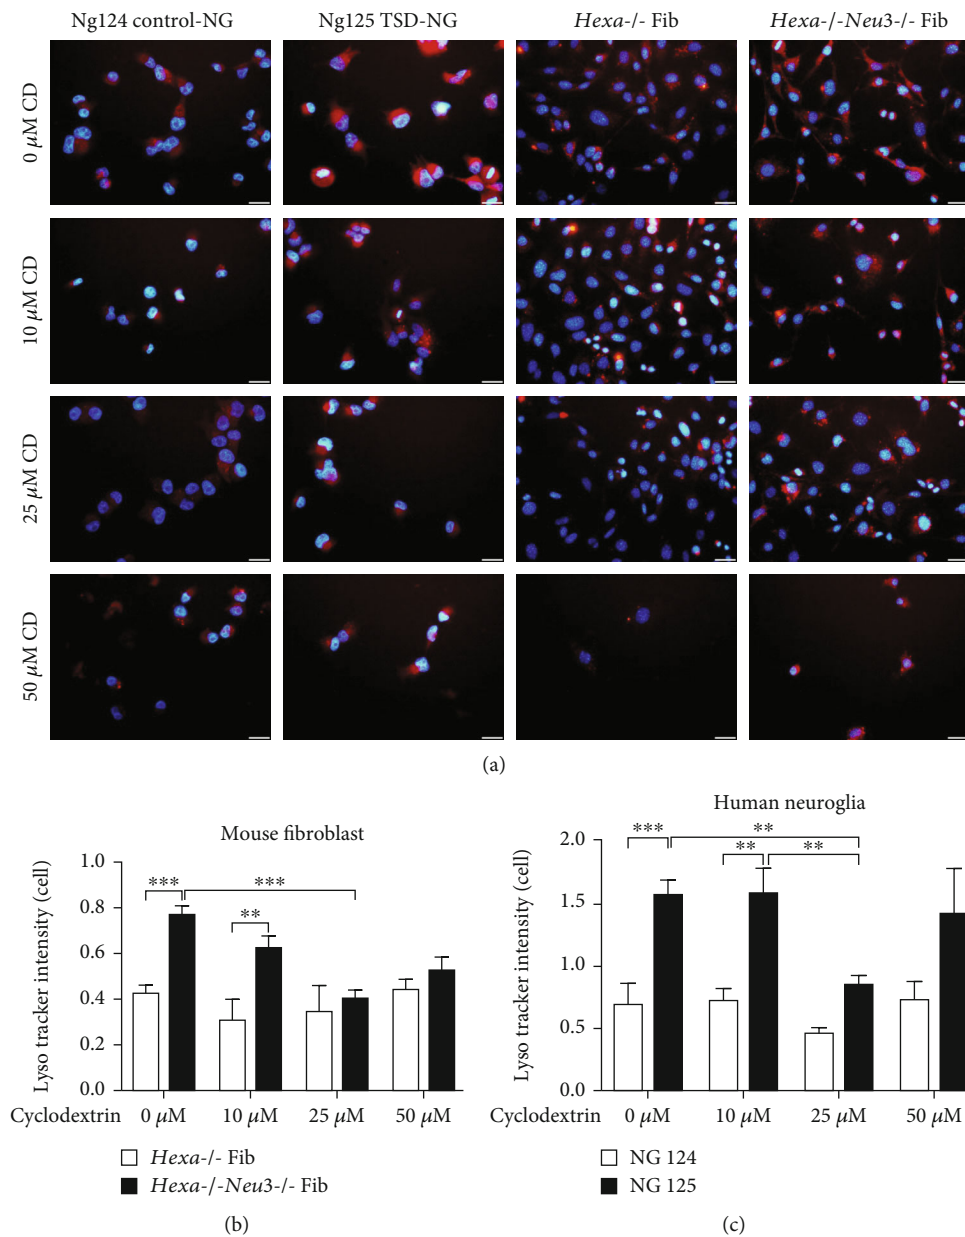 Ng124 control-NG Ng125 TSD-NG Hexa-/- Fib Hexa-/-Neu3-/- Fib
0 μM CD
10 μM CD
25 μM CD
50 μM CD
(a)
Mouse fibroblast
Lyso tracker intensity (cell)
1.0
0.8
0.6
0.4
0.2
0.0
*** *** **
Cyclodextrin 0 μM 10 μM 25 μM 50 μM
Hexa-/- Fib
Hexa-/-Neu3-/- Fib
(b)
Human neuroglia
Lyso tracker intensity (cell)
2.0
1.5
1.0
0.5
0.0
*** ** ** **
Cyclodextrin 0 μM 10 μM 25 μM 50 μM
NG 124
NG 125
(c)